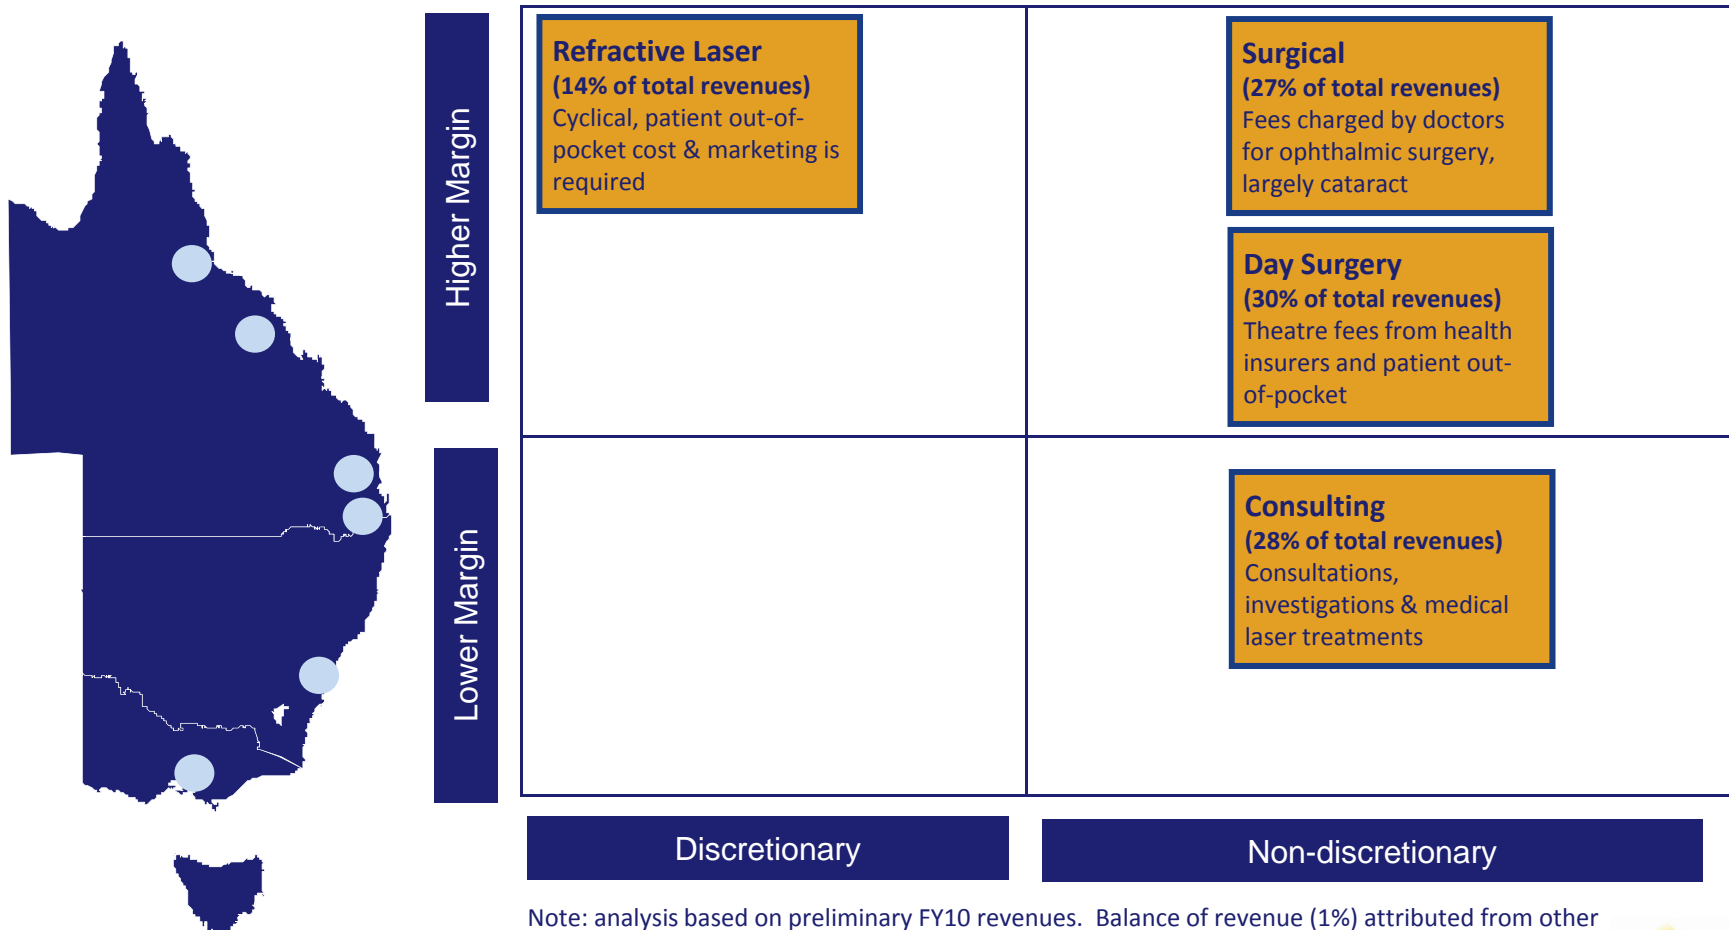 Higher Margin
Refractive Laser
(14% of total revenues)
Cyclical, patient out-of-
pocket cost & marketing is
required
Surgical
(27% of total revenues)
Fees charged by doctors
for ophthalmic surgery,
largely cataract
Day Surgery
(30% of total revenues)
Theatre fees from health
insurers and patient out-
of-pocket
Lower Margin
Consulting
(28% of total revenues)
Consultations,
investigations & medical
laser treatments
Discretionary
Non-discretionary
Note: analysis based on preliminary FY10 revenues.  Balance of revenue (1%) attributed from other